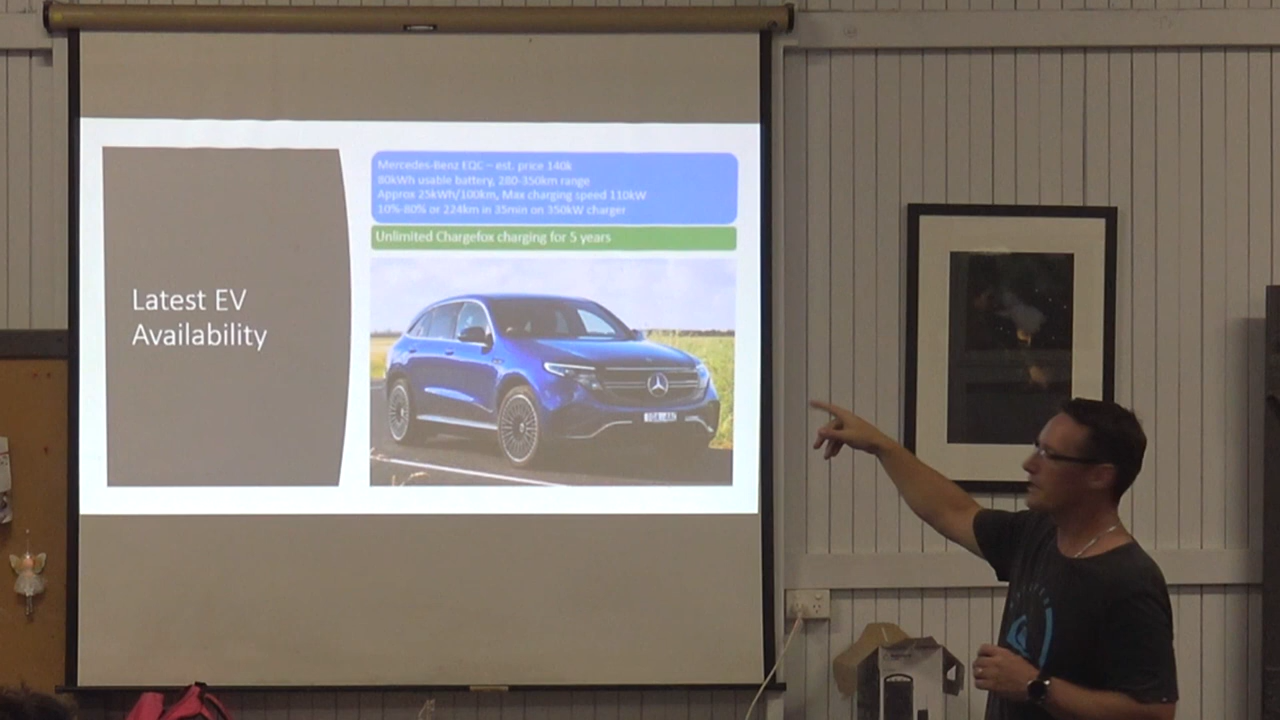 Latest EV
Availability
Mercedes-Benz EQC – est. price 140k
80kWh usable battery, 280-350km range
Approx 25kWh/100km, Max charging speed 110kW
10%-80% or 224km in 35min on 350kW charger
Unlimited Chargefox charging for 5 years